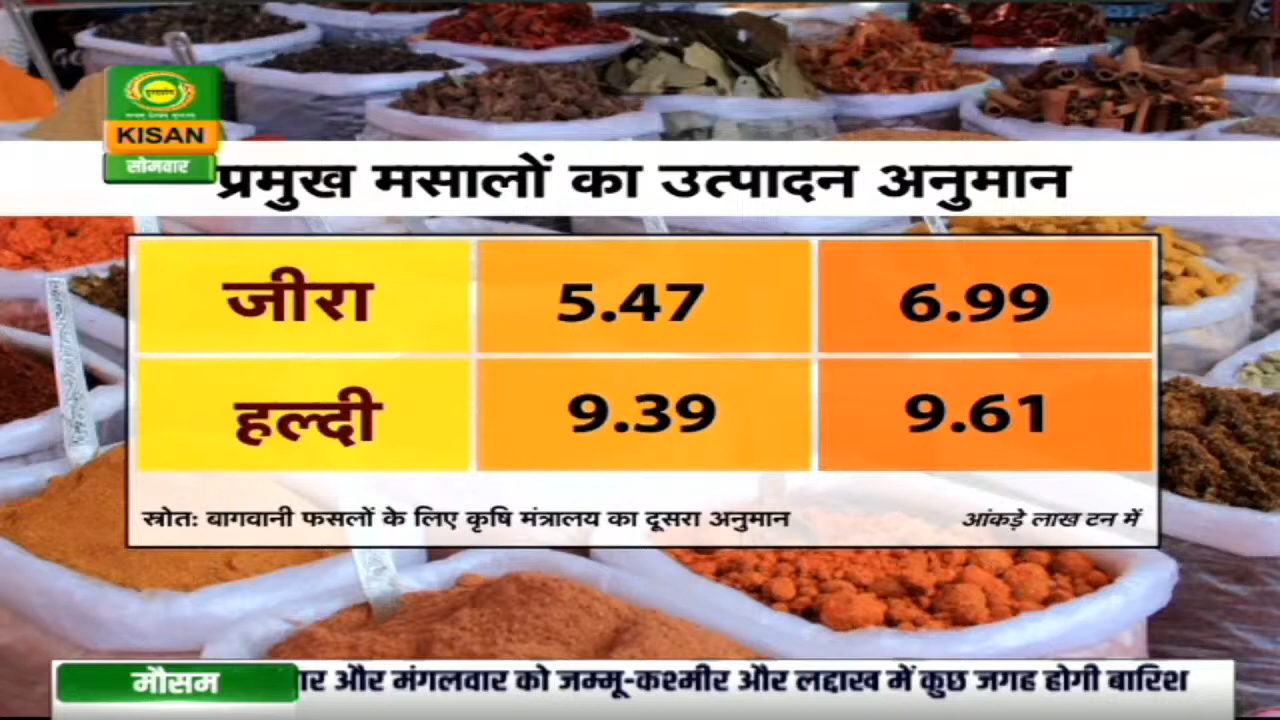 KISAN
सोमवार
प्रमुख मसालों का उत्पादन अनुमान
जीरा 5.47 6.99
हल्दी 9.39 9.61
स्रोत: बागवानी फसलों के लिए कृषि मंत्रालय का दूसरा अनुमान आंकड़े लाख टन में
मौसम और मंगलवार को जम्मू-कश्मीर और लद्दाख में कुछ जगह होगी बारिश